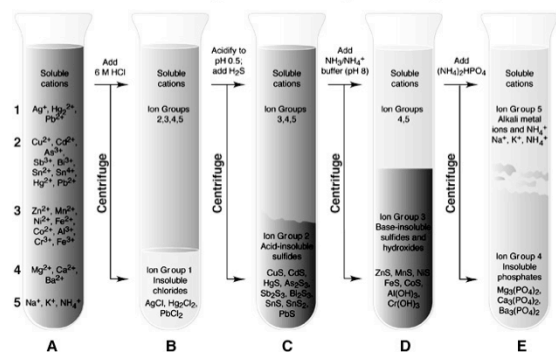 Add
6 M HCl
Acidify to
pH 0.5;
add H2S
Add
NH3/NH4+
buffer (pH 8)
Add
(NH4)2HPO4
Centrifuge
Centrifuge
Centrifuge
Centrifuge
Soluble
cations
1
Ag+, Hg2 2+,
Pb2+
2
Cu2+, Cd2+,
As3+
Sb3+, Bi3+,
Sn2+, Sn4+,
Hg2+, Pb2+
3
Zn2+, Mn2+,
Ni2+, Fe2+,
Co2+, Al3+,
Cr3+, Fe3+
4
Mg2+, Ca2+,
Ba2+
5
Na+, K+, NH4+
A
Soluble
cations
Ion Groups
2,3,4,5
Ion Group 1
Insoluble
chlorides
AgCl, Hg2Cl2,
PbCl2
B
Soluble
cations
Ion Groups
3,4,5
Ion Group 2
Acid-insoluble
sulfides
CuS, CdS,
HgS, As2S3,
Sb2S3, Bi2S3,
SnS, SnS2,
PbS
C
Soluble
cations
Ion Groups
4,5
Ion Group 3
Base-insoluble
sulfides and
hydroxides
ZnS, MnS, NiS
FeS, CoS,
Al(OH)3,
Cr(OH)3
D
Soluble
cations
Ion Group 5
Alkali metal
ions and NH4+
Na+, K+, NH4+
Ion Group 4
Insoluble
phosphates
Mg3(PO4)2,
Ca3(PO4)2,
Ba3(PO4)2
E